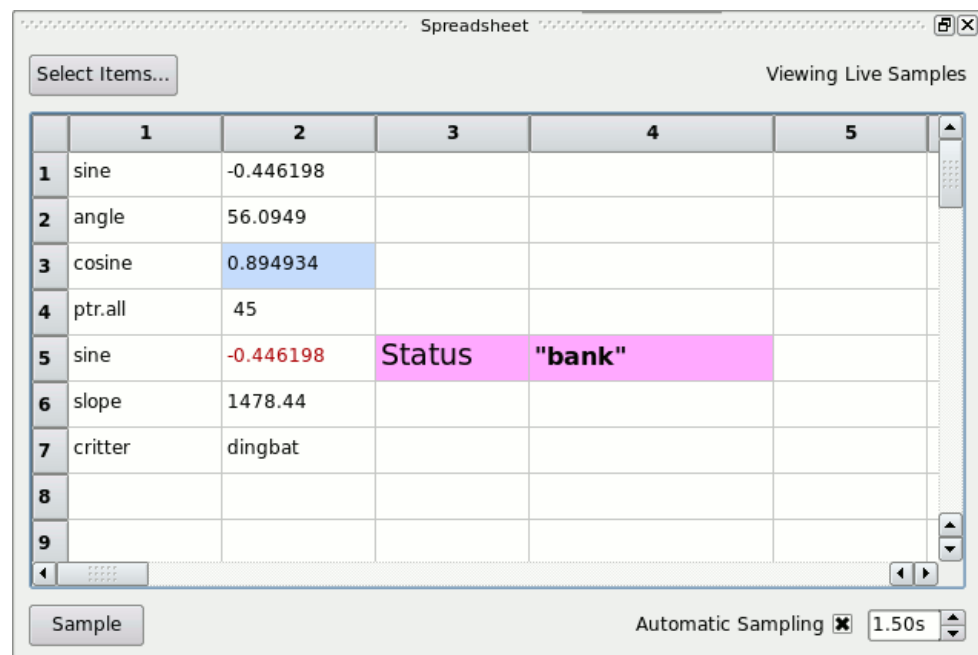 Spreadsheet
Select Items...
Viewing Live Samples
1 2 3 4 5
1 sine -0.446198
2 angle 56.0949
3 cosine 0.894934
4 ptr.all 45
5 sine -0.446198 Status "bank"
6 slope 1478.44
7 critter dingbat
8
9
Sample
Automatic Sampling 1.50s